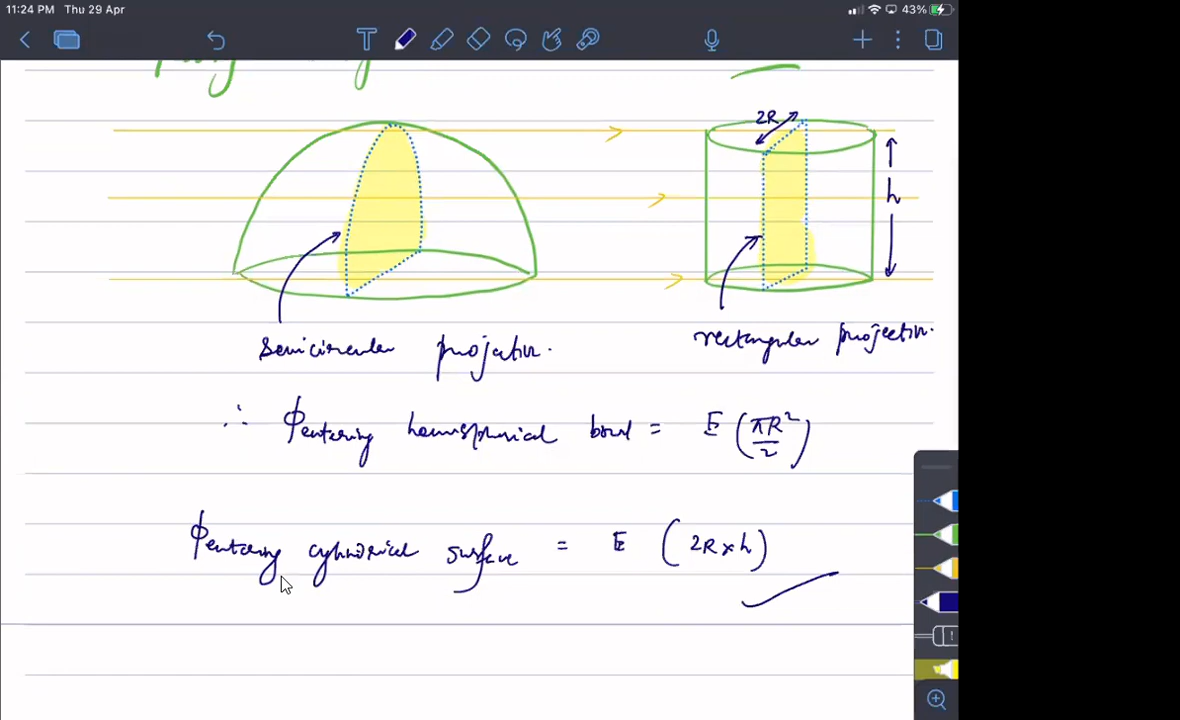 11:24 PM Thu 29 Apr 43%
2R
h
semicircular projection.
rectangular projection.
∴ Φentering hemispherical bowl = E (πR²/2)
Φentering cylindrical surface = E (2R × h)